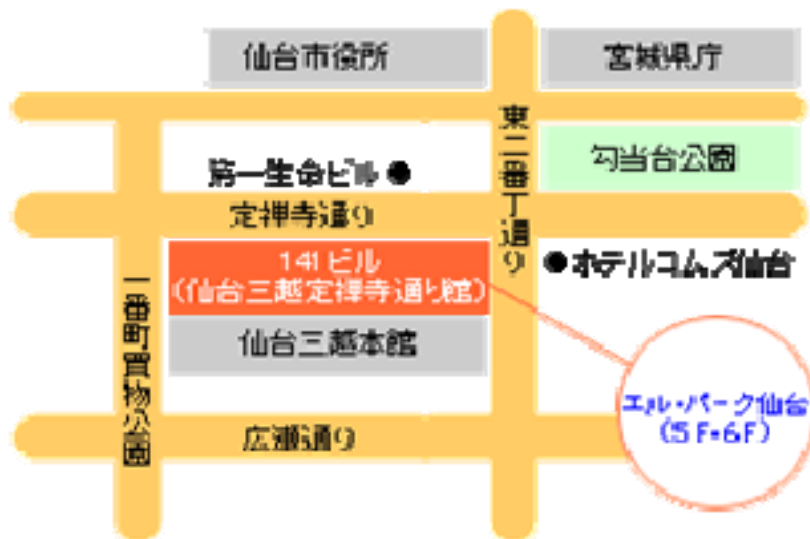 仙台市役所
宮城県庁
東二番丁通り
勾当台公園
第一生命ビル
定禅寺通り
141ビル
(仙台三越定禅寺通り館)
ホテルコムズ仙台
一番町買物公園
仙台三越本館
エル・パーク仙台
(5F・6F)
広瀬通り